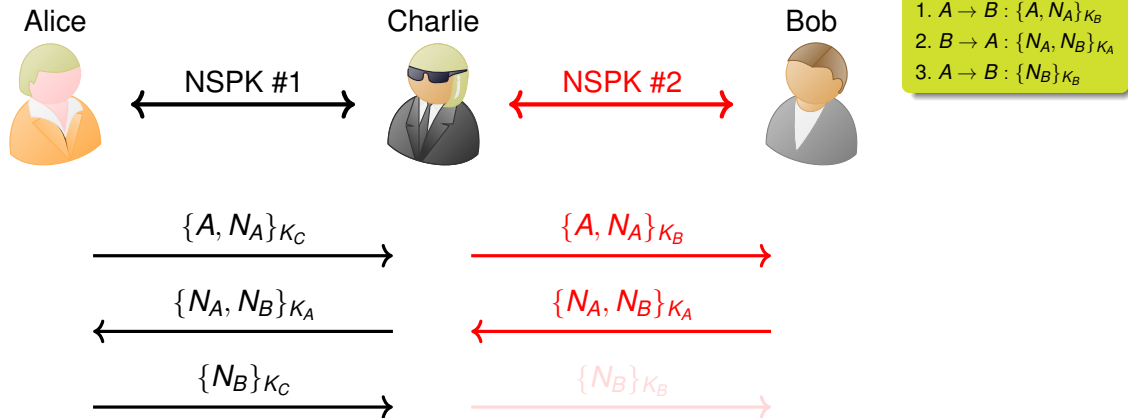 Alice Charlie Bob
1. A → B : {A, N_A}_{K_B}
2. B → A : {N_A, N_B}_{K_A}
3. A → B : {N_B}_{K_B}
NSPK #1 NSPK #2
{A, N_A}_{K_C} {A, N_A}_{K_B}
{N_A, N_B}_{K_A} {N_A, N_B}_{K_A}
{N_B}_{K_C} {N_B}_{K_B}